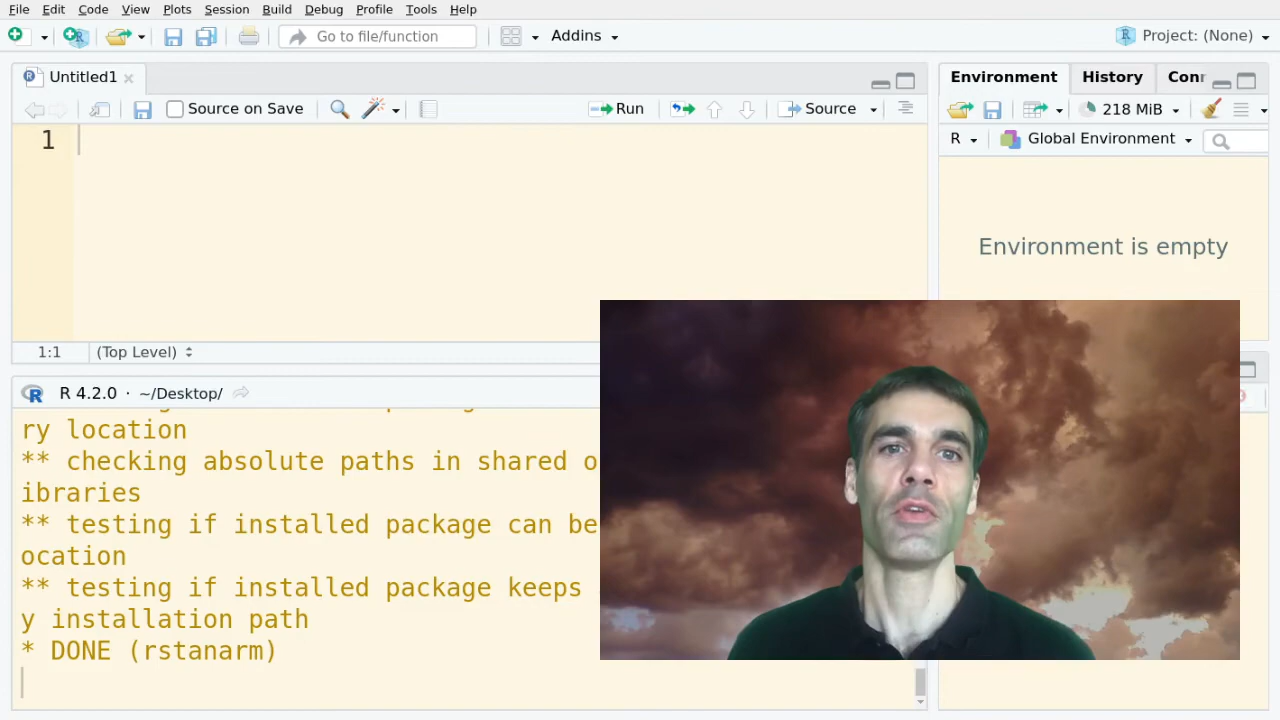 File Edit Code View Plots Session Build Debug Profile Tools Help
Go to file/function Addins Project: (None)
Untitled1
Source on Save Run Source
1
1:1 (Top Level)
R 4.2.0 · ~/Desktop/
ry location
** checking absolute paths in shared o
ibraries
** testing if installed package can be
ocation
** testing if installed package keeps
y installation path
* DONE (rstanarm)
Environment History Conr
218 MiB
R Global Environment
Environment is empty